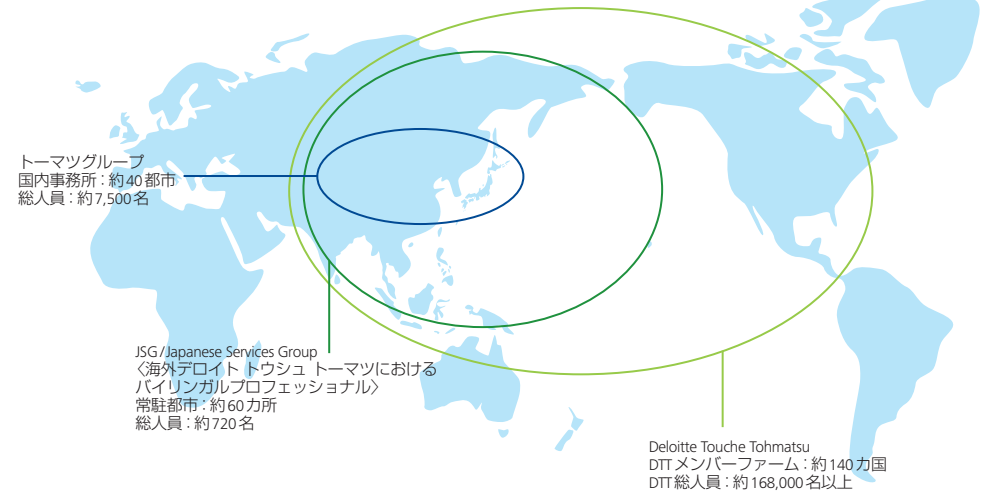 トーマツグループ
国内事務所：約40都市
総人員：約7,500名
JSG/Japanese Services Group
〈海外デロイト トウシュ トーマツにおける
バイリンガルプロフェッショナル〉
常駐都市：約60カ所
総人員：約720名
Deloitte Touche Tohmatsu
DTTメンバーファーム：約140カ国
DTT総人員：約168,000名以上